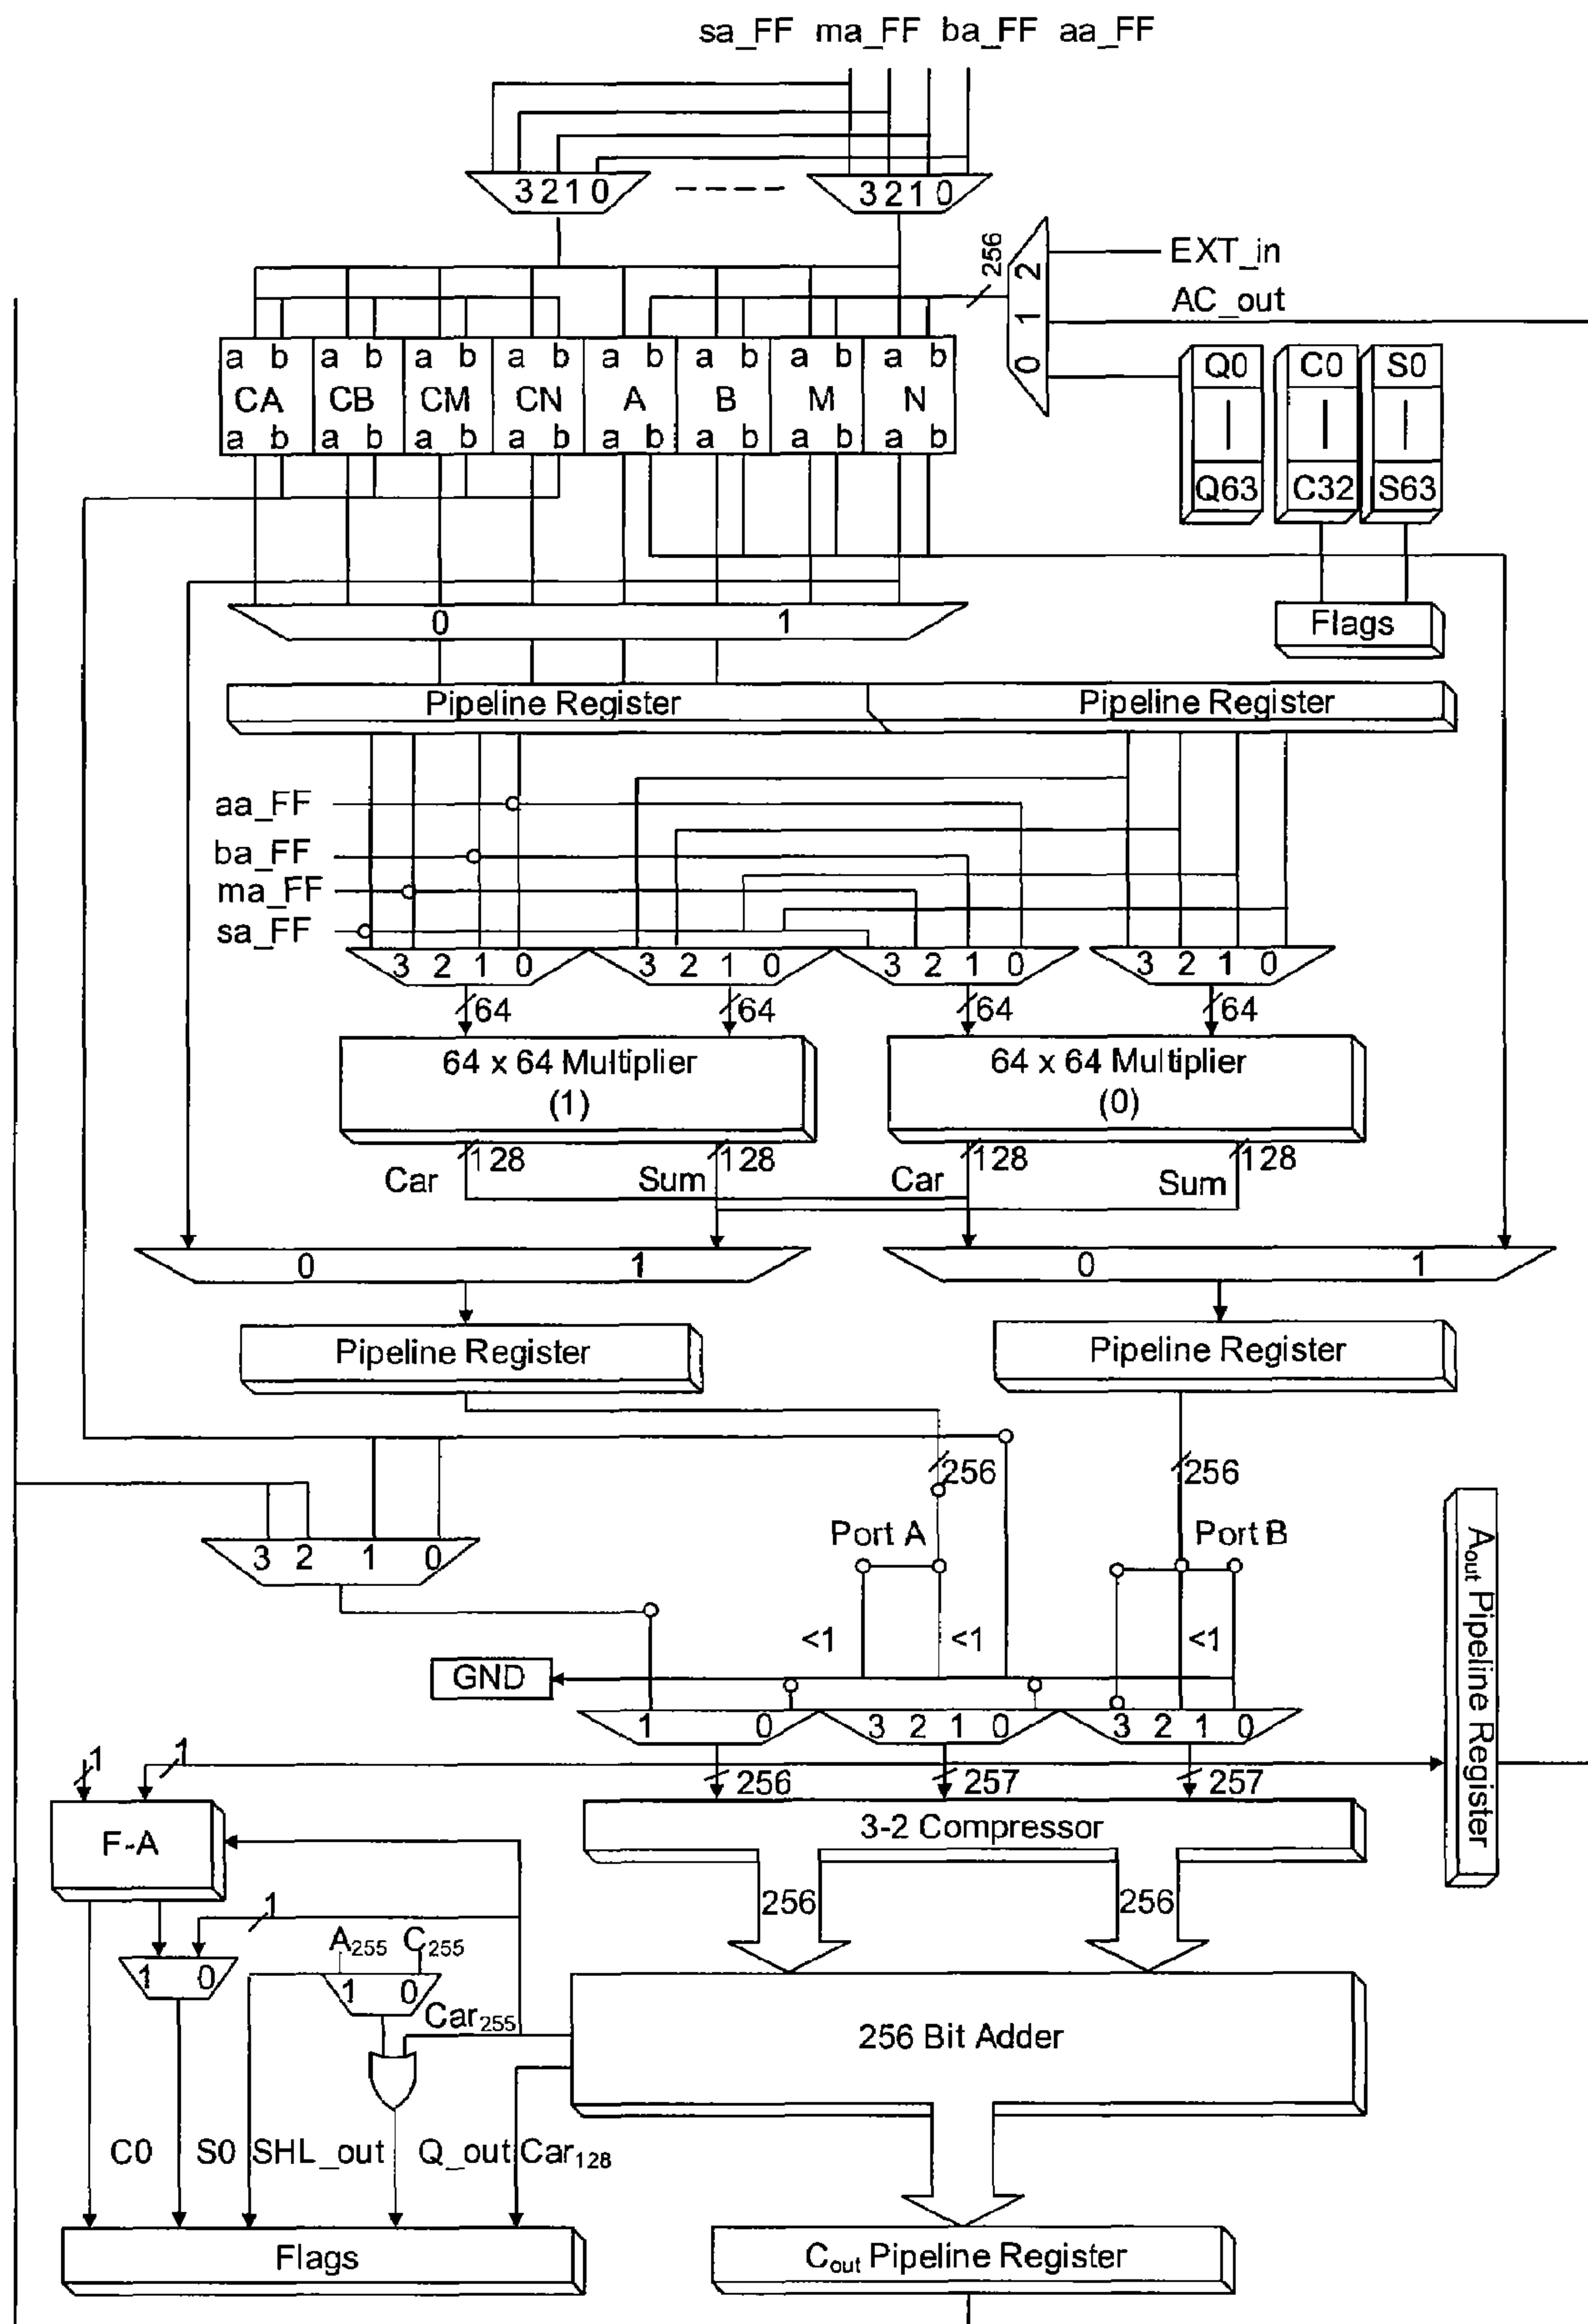 sa_FF ma_FF ba_FF aa_FF
3 2 1 0
3 2 1 0
256
EXT_in
AC_out
2
1
0
a b a b a b a b a b a b a b a b
CA CB CM CN A B M N
a b a b a b a b a b a b a b a b
Q0 C0 S0
Q63 C32 S63
Flags
0 1
Pipeline Register
Pipeline Register
aa_FF
ba_FF
ma_FF
sa_FF
3 2 1 0
3 2 1 0
3 2 1 0
3 2 1 0
64
64
64
64
64 x 64 Multiplier
(1)
64 x 64 Multiplier
(0)
128
128
128
128
Car
Sum
Car
Sum
0 1
0 1
Pipeline Register
Pipeline Register
256
256
Port A
Port B
3 2 1 0
<1
<1
<1
GND
1 0
3 2 1 0
3 2 1 0
Aout Pipeline Register
1
1
256
257
257
F-A
3-2 Compressor
256
256
1
A255 C255
1 0
1 0
Car255
256 Bit Adder
C0
S0
SHL_out
Q_out
Car128
Flags
Cout Pipeline Register